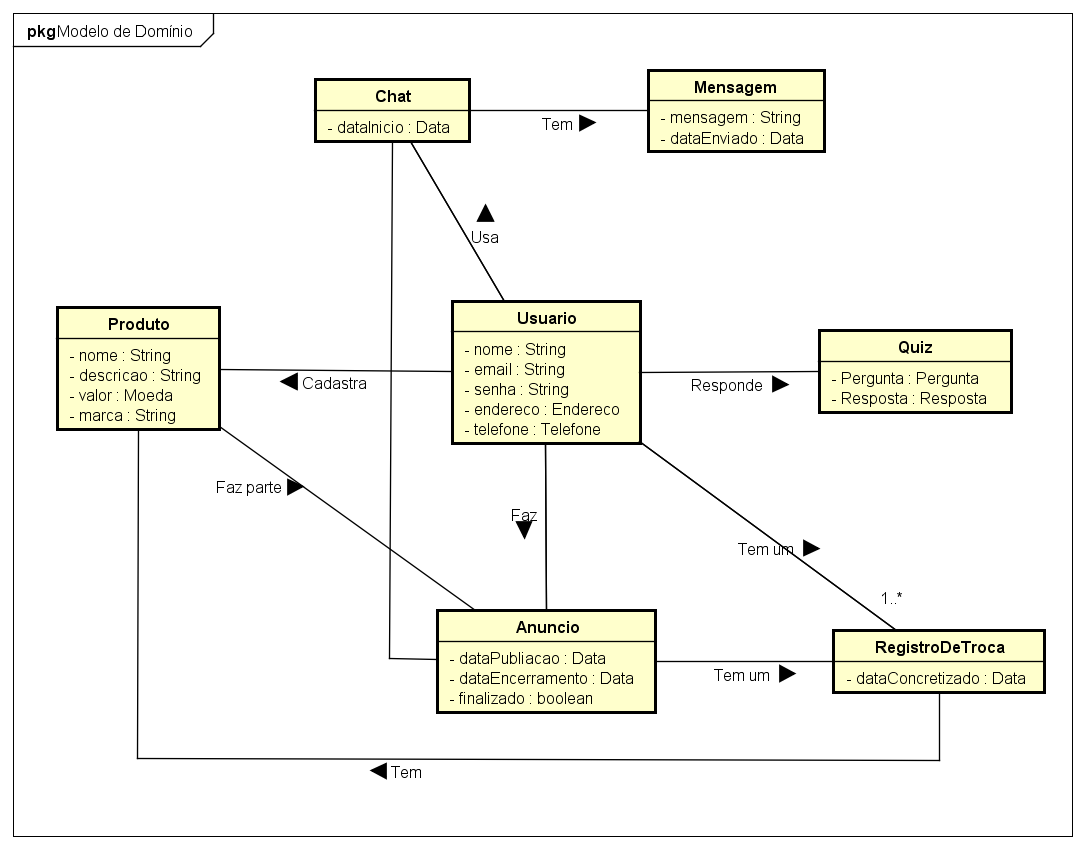 pkg Modelo de Domínio
Chat
- dataInicio : Data
Mensagem
- mensagem : String
- dataEnviado : Data
Tem
Usa
Produto
- nome : String
- descricao : String
- valor : Moeda
- marca : String
Cadastra
Usuario
- nome : String
- email : String
- senha : String
- endereco : Endereco
- telefone : Telefone
Responde
Quiz
- Pergunta : Pergunta
- Resposta : Resposta
Faz parte
Faz
Tem um
1..*
Anuncio
- dataPubliacao : Data
- dataEncerramento : Data
- finalizado : boolean
Tem um
RegistroDeTroca
- dataConcretizado : Data
Tem